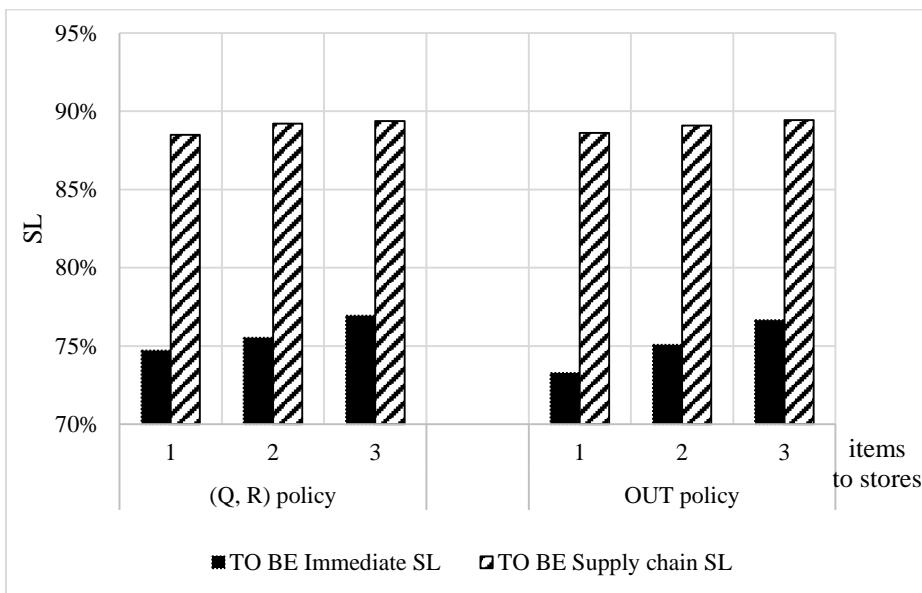 95%
90%
85%
80%
75%
70%
SL
1 2 3 1 2 3 items
to stores
(Q, R) policy OUT policy
TO BE Immediate SL TO BE Supply chain SL